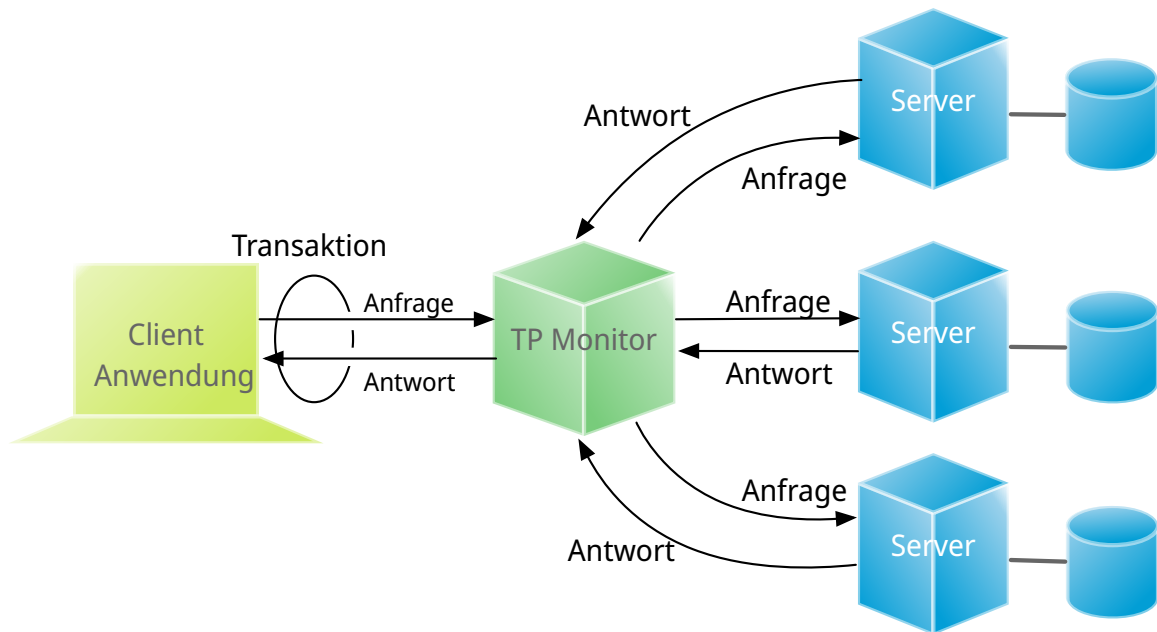 Server
Antwort
Anfrage
Transaktion
Anfrage
Antwort
Client
Anwendung
TP Monitor
Anfrage
Antwort
Server
Anfrage
Antwort
Server